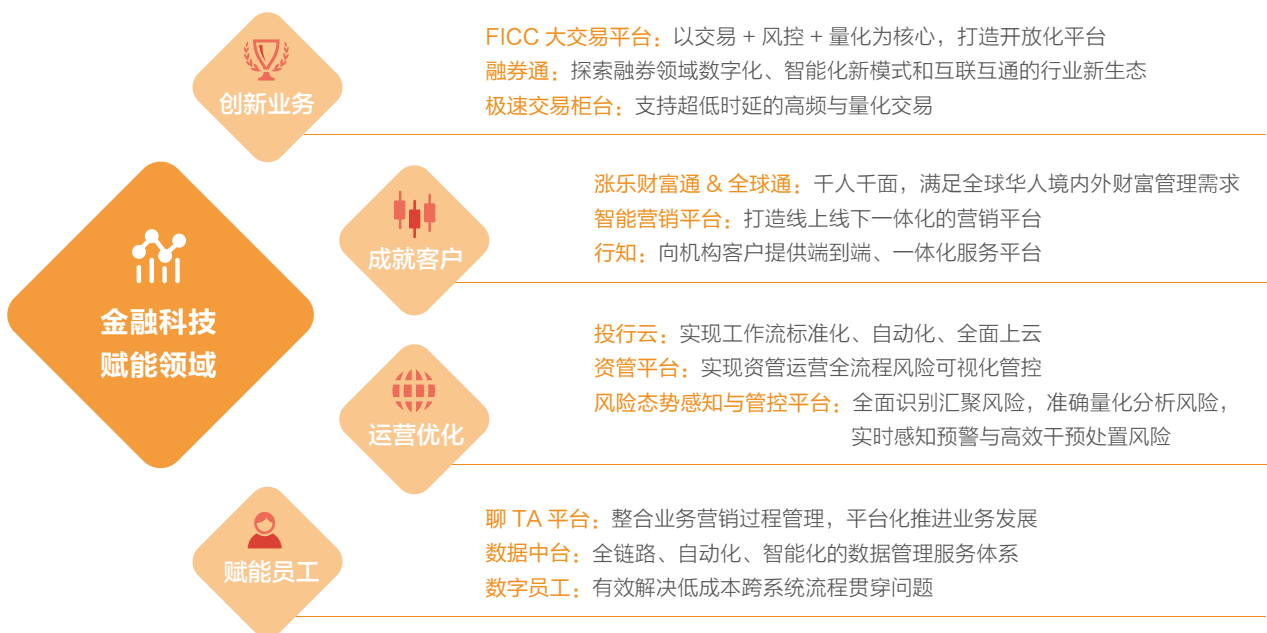 创新业务
FICC 大交易平台：以交易 + 风控 + 量化为核心，打造开放化平台
融券通：探索融券领域数字化、智能化新模式和互联互通的行业新生态
极速交易柜台：支持超低时延的高频与量化交易
金融科技
赋能领域
成就客户
涨乐财富通 & 全球通：千人千面，满足全球华人境内外财富管理需求
智能营销平台：打造线上线下一体化的营销平台
行知：向机构客户提供端到端、一体化服务平台
运营优化
投行云：实现工作流标准化、自动化、全面上云
资管平台：实现资管运营全流程风险可视化管控
风险态势感知与管控平台：全面识别汇聚风险，准确量化分析风险，
实时感知预警与高效干预处置风险
赋能员工
聊 TA 平台：整合业务营销过程管理，平台化推进业务发展
数据中台：全链路、自动化、智能化的数据管理服务体系
数字员工：有效解决低成本跨系统流程贯穿问题